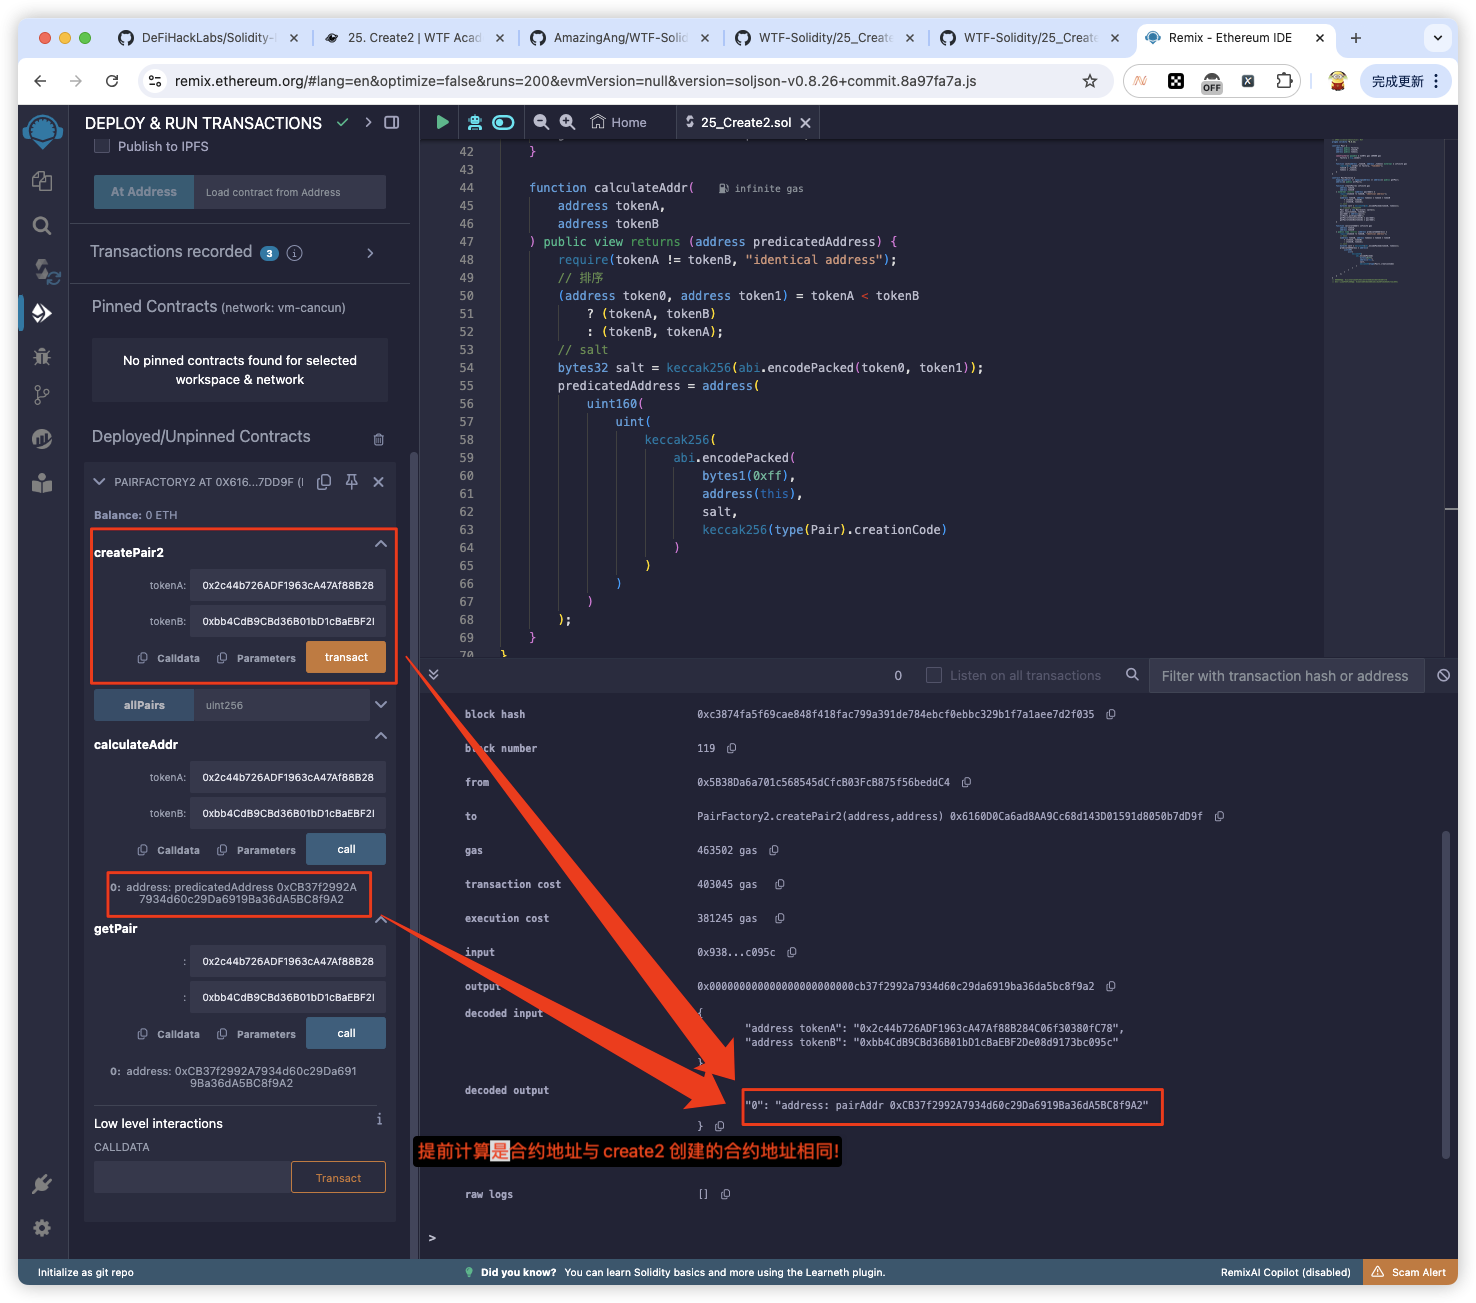 DeFiHackLabs/Solidity-
25. Create2 | WTF Acad
AmazingAng/WTF-Solid
WTF-Solidity/25_Create
WTF-Solidity/25_Create
Remix - Ethereum IDE
remix.ethereum.org/#lang=en&optimize=false&runs=200&evmVersion=null&version=soljson-v0.8.26+commit.8a97fa7a.js
OFF
完成更新
DEPLOY & RUN TRANSACTIONS
Publish to IPFS
At Address
Load contract from Address
Transactions recorded 3 i
Pinned Contracts (network: vm-cancun)
No pinned contracts found for selected
workspace & network
Deployed/Unpinned Contracts
PAIRFACTORY2 AT 0X616...7DD9F (
Balance: 0 ETH
createPair2
tokenA: 0x2c44b726ADF1963cA47Af88B28
tokenB: 0xbb4CdB9CBd36B01bD1cBaEBF2
Calldata Parameters transact
allPairs uint256
calculateAddr
tokenA: 0x2c44b726ADF1963cA47Af88B28
tokenB: 0xbb4CdB9CBd36B01bD1cBaEBF2
Calldata Parameters call
0: address: predicatedAddress 0xCB37f2992A
7934d60c29Da6919Ba36dA5BC8f9A2
getPair
: 0x2c44b726ADF1963cA47Af88B28
: 0xbb4CdB9CBd36B01bD1cBaEBF2
Calldata Parameters call
0: address: 0xCB37f2992A7934d60c29Da691
9Ba36dA5BC8f9A2
Low level interactions i
CALLDATA
Transact
Home
25_Create2.sol
42 }
43
44 function calculateAddr( infinite gas
45 address tokenA,
46 address tokenB
47 ) public view returns (address predicatedAddress) {
48 require(tokenA != tokenB, "identical address");
49 // 排序
50 (address token0, address token1) = tokenA < tokenB
51 ? (tokenA, tokenB)
52 : (tokenB, tokenA);
53 // salt
54 bytes32 salt = keccak256(abi.encodePacked(token0, token1));
55 predicatedAddress = address(
56 uint160(
57 uint(
58 keccak256(
59 abi.encodePacked(
60 bytes1(0xff),
61 address(this),
62 salt,
63 keccak256(type(Pair).creationCode)
64 )
65 )
66 )
67 )
68 );
69 }
70 }
0 Listen on all transactions Filter with transaction hash or address
block hash 0xc3874fa5f69cae848f418fac799a391de784ebcf0ebbc329b1f7a1aee7d2f035
block number 119
from 0x5B38Da6a701c568545dCfcB03FcB875f56beddC4
to PairFactory2.createPair2(address,address) 0x6160D0Ca6ad8AA9Cc68d143D01591d8050b7dD9f
gas 463502 gas
transaction cost 403045 gas
execution cost 381245 gas
input 0x938...c095c
output 0x000000000000000000000000cb37f2992a7934d60c29da6919ba36da5bc8f9a2
decoded input {
"address tokenA": "0x2c44b726ADF1963cA47Af88B284C06f30380fC78",
"address tokenB": "0xbb4CdB9CBd36B01bD1cBaEBF2De08d9173bc095c"
}
decoded output
"0": "address: pairAddr 0xCB37f2992A7934d60c29Da6919Ba36dA5BC8f9A2"
}
提前计算是合约地址与 create2 创建的合约地址相同!
raw logs []
>
Initialize as git repo
Did you know? You can learn Solidity basics and more using the Learneth plugin.
RemixAI Copilot (disabled)
Scam Alert